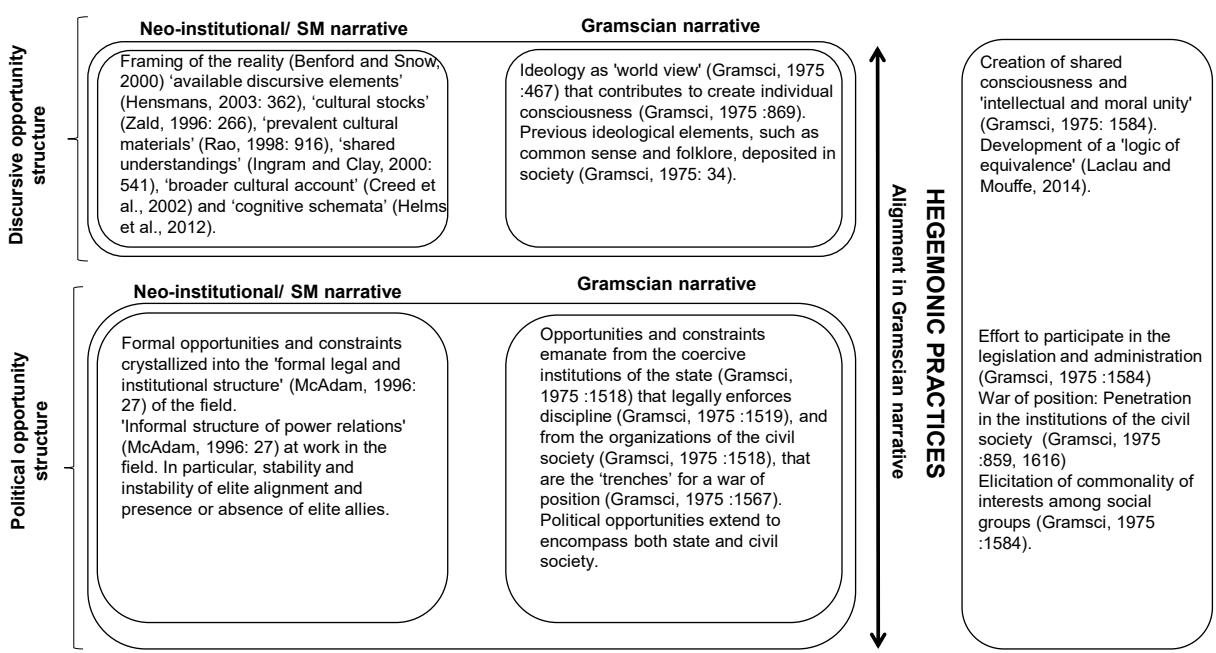 Discursive opportunity
structure
Neo-institutional/ SM narrative
Framing of the reality (Benford and Snow,
2000) ‘available discursive elements’
(Hensmans, 2003: 362), ‘cultural stocks’
(Zald, 1996: 266), ‘prevalent cultural
materials’ (Rao, 1998: 916), ‘shared
understandings’ (Ingram and Clay, 2000:
541), ‘broader cultural account’ (Creed et
al., 2002) and ‘cognitive schemata’ (Helms
et al., 2012).
Gramscian narrative
Ideology as 'world view' (Gramsci, 1975
:467) that contributes to create individual
consciousness (Gramsci, 1975 :869).
Previous ideological elements, such as
common sense and folklore, deposited in
society (Gramsci, 1975: 34).
Political opportunity
structure
Neo-institutional/ SM narrative
Formal opportunities and constraints
crystallized into the 'formal legal and
institutional structure' (McAdam, 1996:
27) of the field.
'Informal structure of power relations'
(McAdam, 1996: 27) at work in the
field. In particular, stability and
instability of elite alignment and
presence or absence of elite allies.
Gramscian narrative
Opportunities and constraints
emanate from the coercive
institutions of the state (Gramsci,
1975 :1518) that legally enforces
discipline (Gramsci, 1975 :1519), and
from the organizations of the civil
society (Gramsci, 1975 :1518), that
are the ‘trenches’ for a war of
position (Gramsci, 1975 :1567).
Political opportunities extend to
encompass both state and civil
society.
Alignment in Gramscian narrative
HEGEMONIC PRACTICES
Creation of shared
consciousness and
'intellectual and moral unity'
(Gramsci, 1975: 1584).
Development of a 'logic of
equivalence' (Laclau and
Mouffe, 2014).
Effort to participate in the
legislation and administration
(Gramsci, 1975 :1584)
War of position: Penetration
in the institutions of the civil
society (Gramsci, 1975
:859, 1616)
Elicitation of commonality of
interests among social
groups (Gramsci, 1975
:1584).